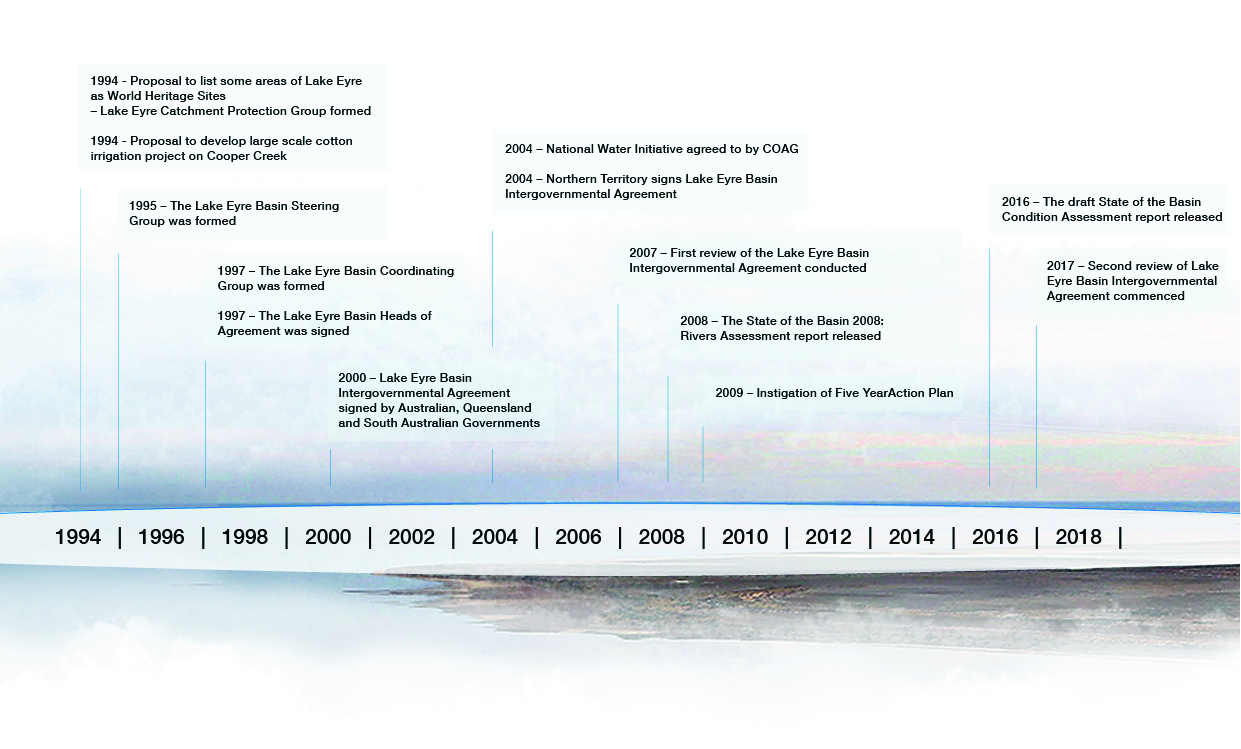 1994 - Proposal to list some areas of Lake Eyre
as World Heritage Sites
– Lake Eyre Catchment Protection Group formed
1994 - Proposal to develop large scale cotton
irrigation project on Cooper Creek
1995 – The Lake Eyre Basin Steering
Group was formed
1997 – The Lake Eyre Basin Coordinating
Group was formed
1997 – The Lake Eyre Basin Heads of
Agreement was signed
2000 – Lake Eyre Basin
Intergovernmental Agreement
signed by Australian, Queensland
and South Australian Governments
2004 – National Water Initiative agreed to by COAG
2004 – Northern Territory signs Lake Eyre Basin
Intergovernmental Agreement
2007 – First review of the Lake Eyre Basin
Intergovernmental Agreement conducted
2008 – The State of the Basin 2008:
Rivers Assessment report released
2009 – Instigation of Five YearAction Plan
2016 – The draft State of the Basin
Condition Assessment report released
2017 – Second review of Lake
Eyre Basin Intergovernmental
Agreement commenced
1994 | 1996 | 1998 | 2000 | 2002 | 2004 | 2006 | 2008 | 2010 | 2012 | 2014 | 2016 | 2018 |